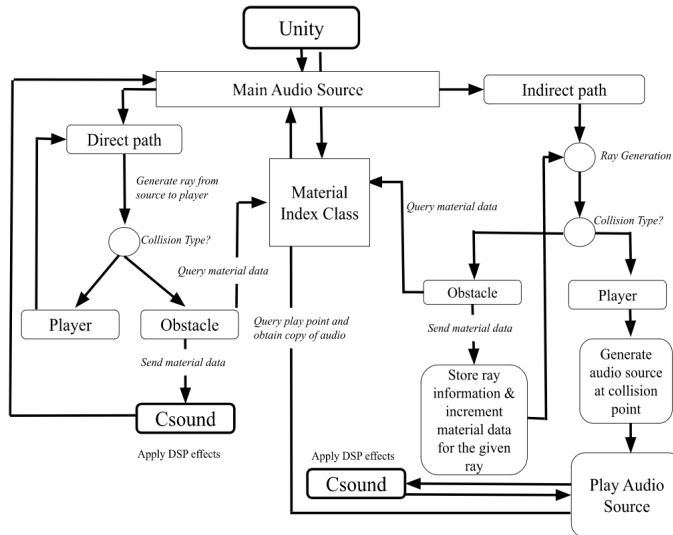 Unity
Main Audio Source
Indirect path
Direct path
Ray Generation
Generate ray from
source to player
Material
Index Class
Query material data
Collision Type?
Collision Type?
Query material data
Obstacle
Player
Player
Obstacle
Query play point and
obtain copy of audio
Send material data
Send material data
Generate
audio source
at collision
point
Store ray
information &
increment
material data
for the given
ray
Csound
Apply DSP effects
Apply DSP effects
Csound
Play Audio
Source